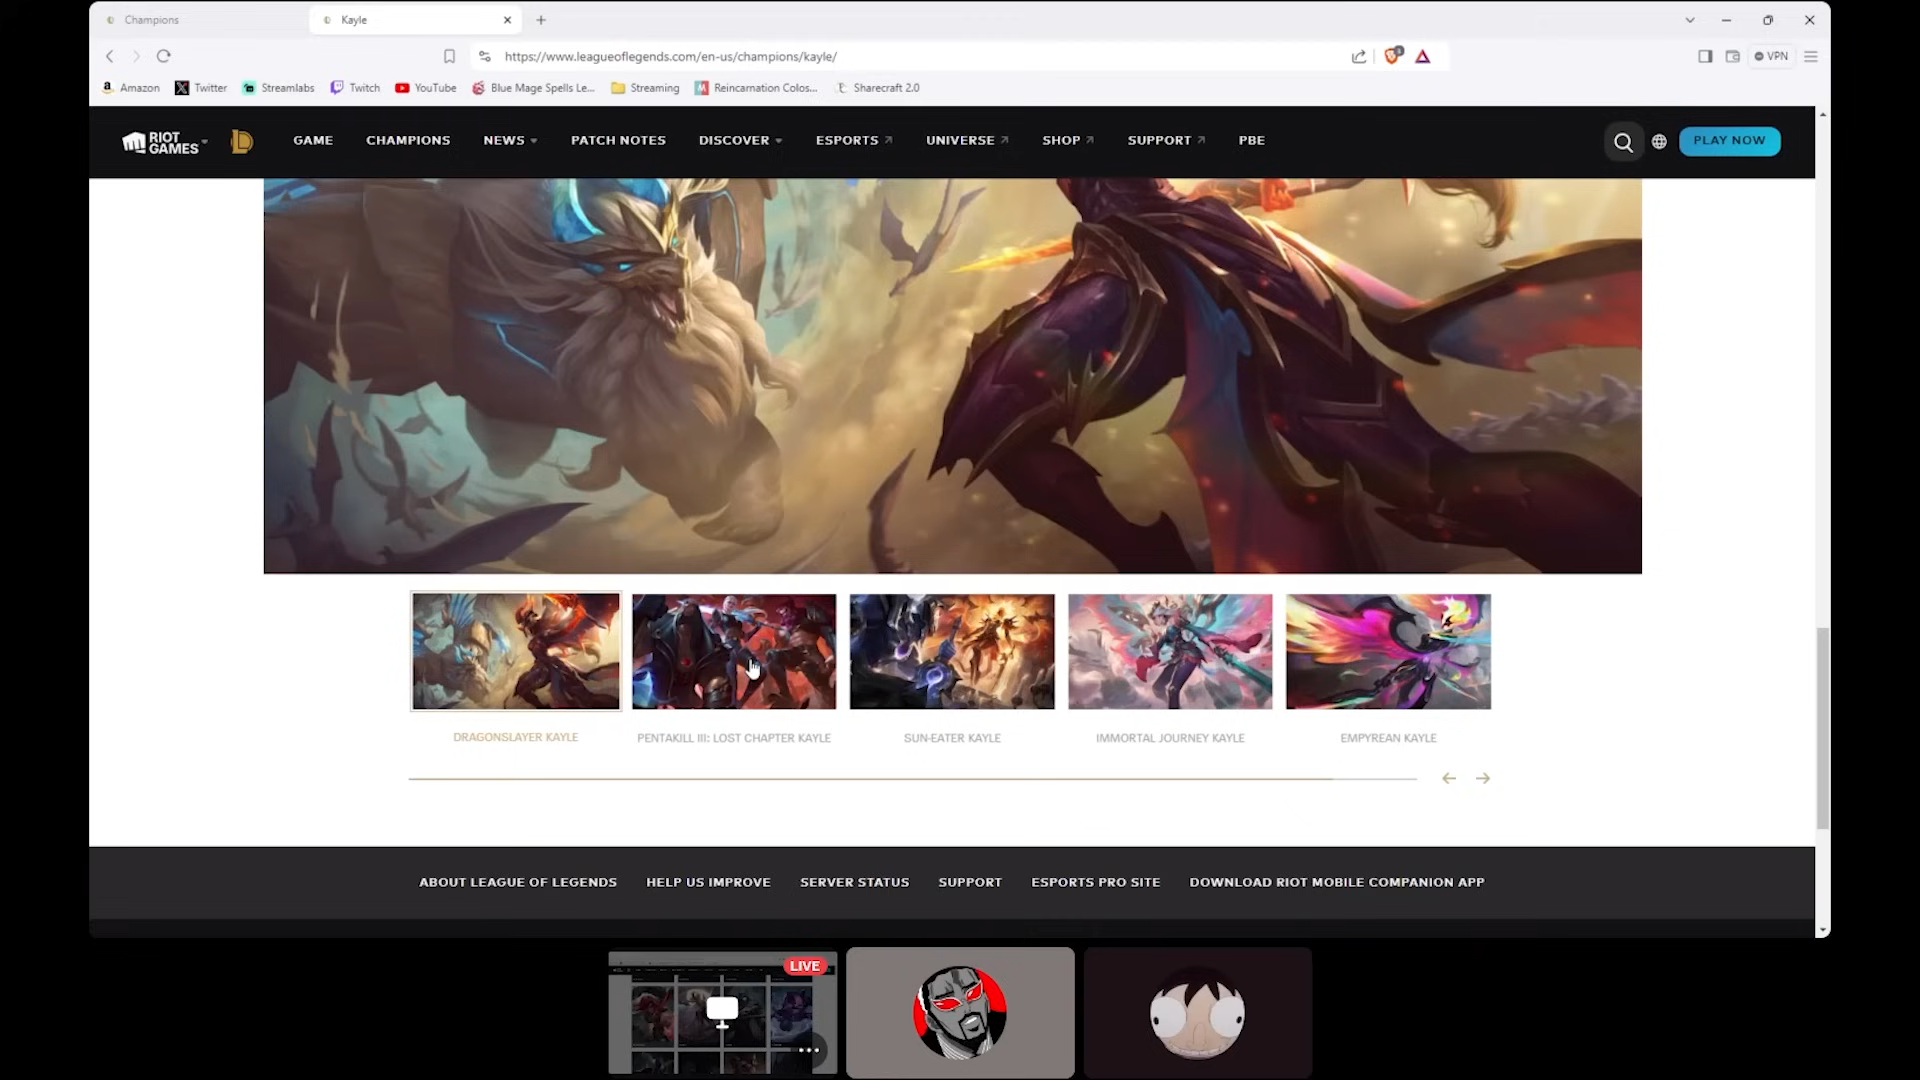 Champions
Kayle
https://www.leagueoflegends.com/en-us/champions/kayle/
VPN
Amazon
Twitter
Streamlabs
Twitch
YouTube
Blue Mage Spells Le...
Streaming
Reincarnation Colos...
Sharecraft 2.0
RIOT
GAMES
GAME
CHAMPIONS
NEWS
PATCH NOTES
DISCOVER
ESPORTS
UNIVERSE
SHOP
SUPPORT
PBE
PLAY NOW
DRAGONSLAYER KAYLE
PENTAKILL III: LOST CHAPTER KAYLE
SUN-EATER KAYLE
IMMORTAL JOURNEY KAYLE
EMPYREAN KAYLE
ABOUT LEAGUE OF LEGENDS
HELP US IMPROVE
SERVER STATUS
SUPPORT
ESPORTS PRO SITE
DOWNLOAD RIOT MOBILE COMPANION APP
LIVE